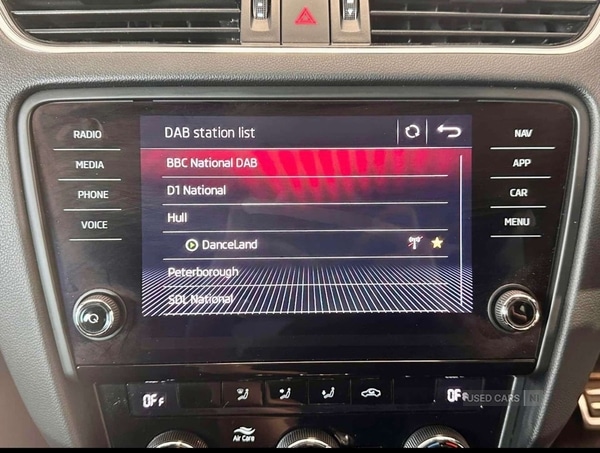 RADIO
MEDIA
PHONE
VOICE
DAB station list
BBC National DAB
D1 National
Hull
DanceLand
Peterborough
SDL National
NAV
APP
CAR
MENU
OFF
OFF
Air Care
USED CARS NI